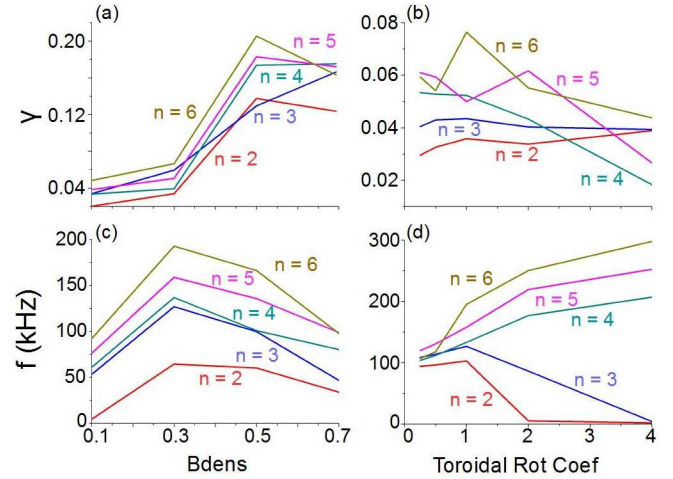 (a)
0.20
n = 5
n = 4
0.12
n = 6
n = 3
γ
n = 2
0.04
(b)
0.08
n = 6
n = 5
0.06
0.04
n = 3
n = 2
n = 4
0.02
(c)
200
n = 6
150
n = 5
n = 4
100
n = 3
f (kHz)
50
n = 2
0
0.1 0.3 0.5 0.7
Bdens
(d)
300
n = 6
n = 5
200
n = 4
100
n = 3
n = 2
0
0 1 2 3 4
Toroidal Rot Coef